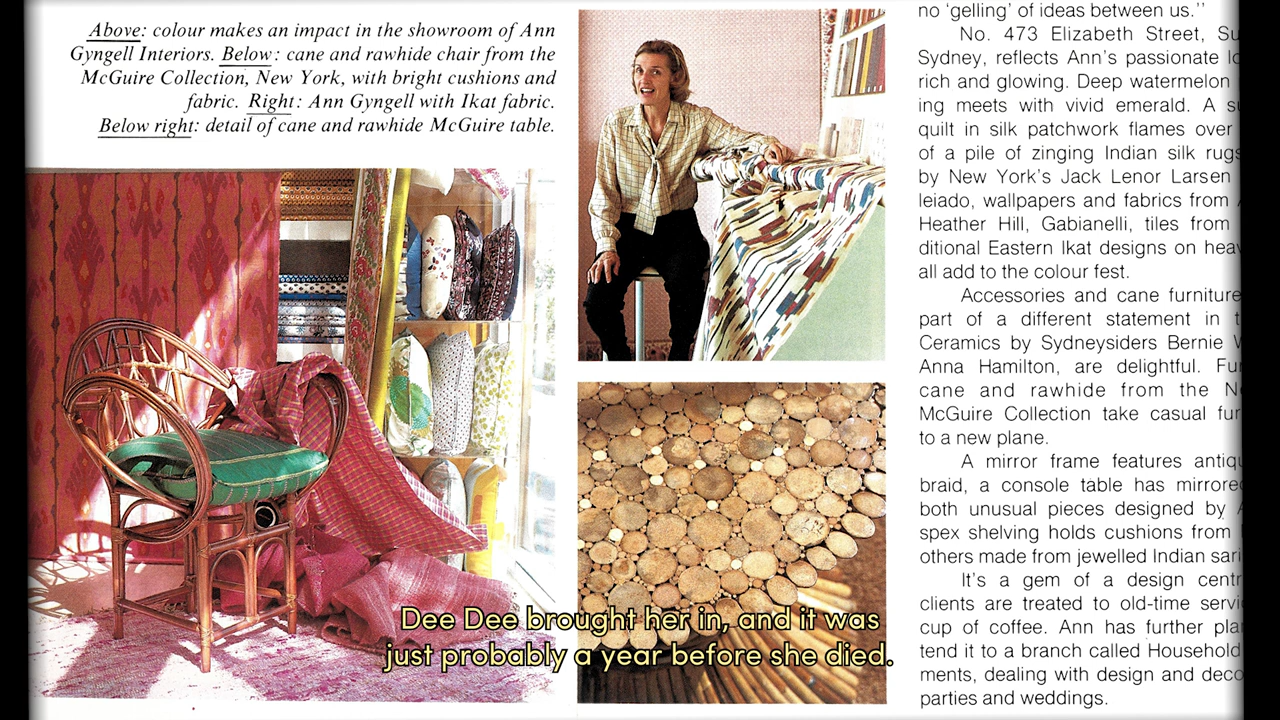 Above: colour makes an impact in the showroom of Ann
Gyngell Interiors. Below: cane and rawhide chair from the
McGuire Collection, New York, with bright cushions and
fabric. Right: Ann Gyngell with Ikat fabric.
Below right: detail of cane and rawhide McGuire table.
no ‘gelling’ of ideas between us.’’
No. 473 Elizabeth Street,
Sydney, reflects Ann's passionate
rich and glowing. Deep watermelon
ing meets with vivid emerald. A
quilt in silk patchwork flames over
of a pile of zinging Indian silk rugs
by New York's Jack Lenor Larsen
leiado, wallpapers and fabrics from
Heather Hill, Gabianelli, tiles from
ditional Eastern Ikat designs on
all add to the colour fest.
Accessories and cane furniture
part of a different statement in
Ceramics by Sydneysiders Bernie
Anna Hamilton, are delightful.
cane and rawhide from the
McGuire Collection take casual
to a new plane.
A mirror frame features
braid, a console table has mirrored
both unusual pieces designed by
spex shelving holds cushions from
others made from jewelled Indian
It's a gem of a design
clients are treated to old-time
cup of coffee. Ann has further
tend it to a branch called Household
ments, dealing with design and
parties and weddings.
Dee Dee brought her in, and it was
just probably a year before she died.